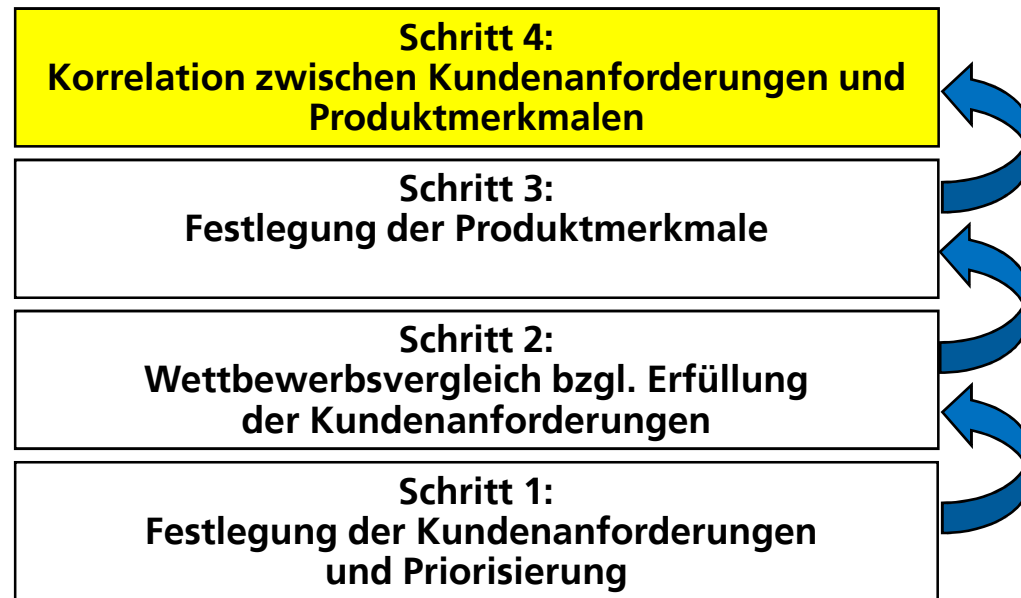 Schritt 4:
Korrelation zwischen Kundenanforderungen und
Produktmerkmalen
Schritt 3:
Festlegung der Produktmerkmale
Schritt 2:
Wettbewerbsvergleich bzgl. Erfüllung
der Kundenanforderungen
Schritt 1:
Festlegung der Kundenanforderungen
und Priorisierung